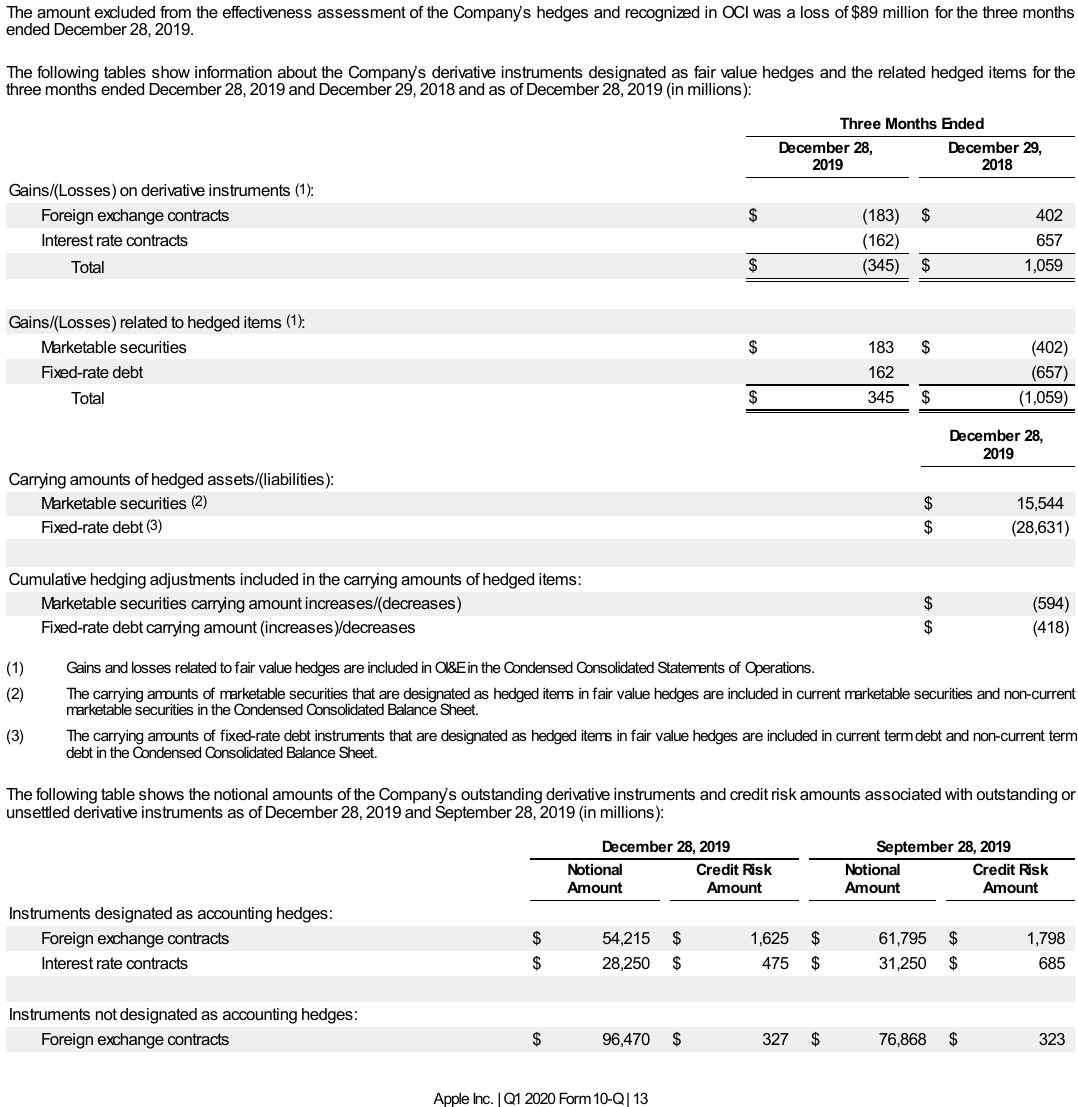 The amount excluded from the effectiveness assessment of the Company's hedges and recognized in OCI was a loss of $89 million for the three months
ended December 28, 2019.
The following tables show information about the Company's derivative instruments designated as fair value hedges and the related hedged items for the
three months ended December 28, 2019 and December 29, 2018 and as of December 28, 2019 (in millions):
Three Months Ended
December 28, December 29,
2019 2018
Gains/(Losses) on derivative instruments (1):
Foreign exchange contracts $ (183) $ 402
Interest rate contracts (162) 657
Total $ (345) $ 1,059
Gains/(Losses) related to hedged items (1):
Marketable securities $ 183 $ (402)
Fixed-rate debt 162 (657)
Total $ 345 $ (1,059)
December 28,
2019
Carrying amounts of hedged assets/(liabilities):
Marketable securities (2) $ 15,544
Fixed-rate debt (3) $ (28,631)
Cumulative hedging adjustments included in the carrying amounts of hedged items:
Marketable securities carrying amount increases/(decreases) $ (594)
Fixed-rate debt carrying amount (increases)/decreases $ (418)
(1) Gains and losses related to fair value hedges are included in OI&E in the Condensed Consolidated Statements of Operations.
(2) The carrying amounts of marketable securities that are designated as hedged items in fair value hedges are included in current marketable securities and non-current
marketable securities in the Condensed Consolidated Balance Sheet.
(3) The carrying amounts of fixed-rate debt instruments that are designated as hedged items in fair value hedges are included in current term debt and non-current term
debt in the Condensed Consolidated Balance Sheet.
The following table shows the notional amounts of the Company's outstanding derivative instruments and credit risk amounts associated with outstanding or
unsettled derivative instruments as of December 28, 2019 and September 28, 2019 (in millions):
December 28, 2019 September 28, 2019
Notional Credit Risk Notional Credit Risk
Amount Amount Amount Amount
Instruments designated as accounting hedges:
Foreign exchange contracts $ 54,215 $ 1,625 $ 61,795 $ 1,798
Interest rate contracts $ 28,250 $ 475 $ 31,250 $ 685
Instruments not designated as accounting hedges:
Foreign exchange contracts $ 96,470 $ 327 $ 76,868 $ 323
Apple Inc. | Q1 2020 Form 10-Q | 13